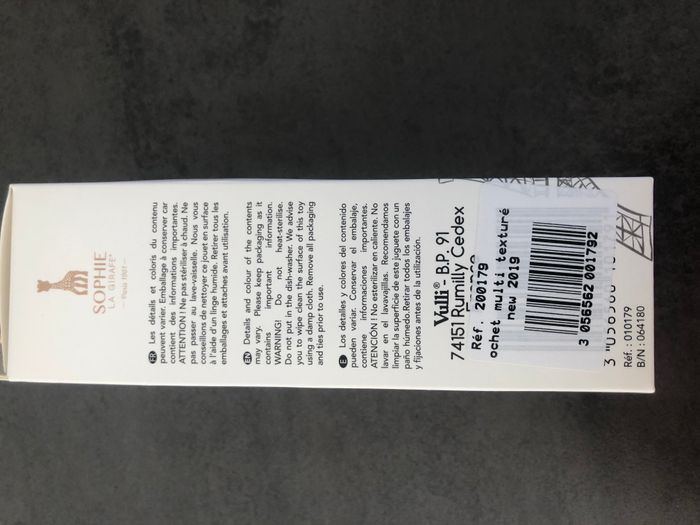 SOPHIE
LA GIRAFE®
– Paris 1961 –
FR Les détails et coloris du contenu
peuvent varier. Emballage à conserver car
contient des informations importantes.
ATTENTION ! Ne pas stériliser à chaud. Ne
pas passer au lave-vaisselle. Nous vous
conseillons de nettoyer ce jouet en surface
à l'aide d'un linge humide. Retirer tous les
emballages et attaches avant utilisation.
EN Details and colour of the contents
may vary. Please keep packaging as it
contains important information.
WARNING! Do not heat-sterilise.
Do not put in the dish-washer. We advise
you to wipe clean the surface of this toy
using a damp cloth. Remove all packaging
and ties prior to use.
E Los detalles y colores del contenido
pueden variar. Conservar el embalaje,
contiene informaciones importantes.
ATENCIÓN ! No esterilizar en caliente. No
lavar en el lavavajillas. Recomendamos
limpiar la superficie de este juguete con un
paño humedo. Retirar todos los embalajes
y fijaciones antes de la utilización.
Vulli® B.P. 91
74151 Rumilly Cedex
France
Réf. 200179
ochet multi texturé
new 2019
3 056562 001792
Réf. : 010179
B/N : 064180